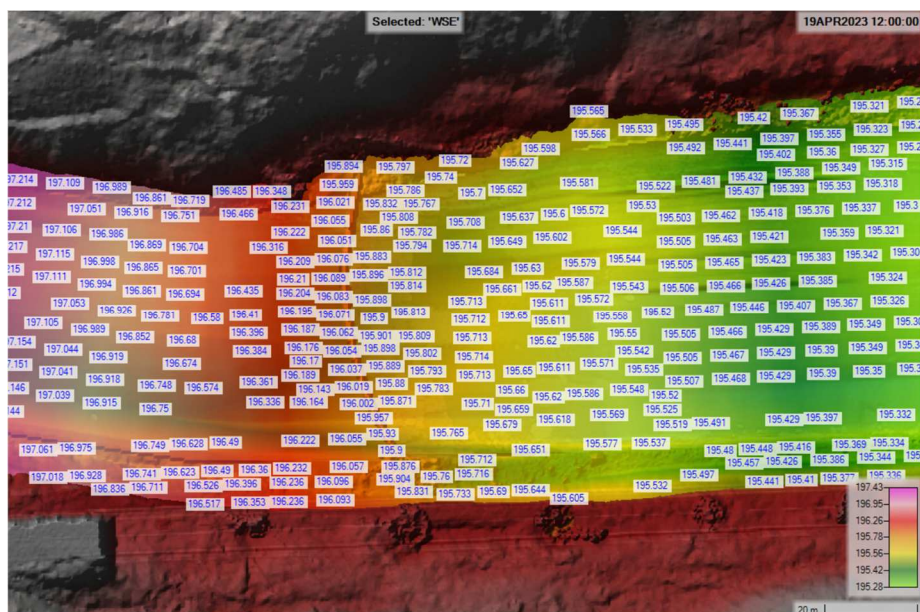 Selected: 'WSE'
19APR2023 12:00:00
195.565 195.42 195.367 195.321
195.598 195.566 195.533 195.495 195.441 195.397 195.355 195.323
195.894 195.797 195.72 195.627 195.492 195.402 195.36 195.327
197.214 197.109 196.989 195.959 195.74 195.581 195.522 195.481 195.432 195.388 195.349 195.315
196.861 196.719 196.485 196.348 195.786 195.7 195.652 195.437 195.393 195.353 195.318
197.212 197.051 196.916 196.751 196.466 196.231 196.021 195.832 195.767 195.637 195.6 195.572 195.53 195.462 195.418 195.376 195.337
197.106 196.986 196.222 196.055 195.86 195.808 195.782 195.708 195.602 195.544 195.503 195.463 195.421 195.359 195.321
197.115 196.869 196.704 196.316 196.051 195.794 195.714 195.649 195.505
196.998 196.865 196.701 196.209 196.076 195.883 195.812 195.684 195.63 195.579 195.544 195.505 195.465 195.423 195.383 195.342
197.111 196.994 196.861 196.694 196.435 196.21 196.089 195.896 195.814 195.661 195.62 195.587 195.543 195.506 195.466 195.426 195.385 195.324
197.053 196.926 196.781 196.58 196.41 196.204 196.083 195.898 195.713 195.611 195.572 195.52 195.487 195.446 195.407 195.367 195.326
197.105 196.989 196.852 196.68 196.396 196.195 196.071 195.9 195.813 195.712 195.65 195.611 195.558 195.505 195.466 195.429 195.389 195.349
197.154 197.044 196.919 196.384 196.187 196.062 195.901 195.809 195.713 195.62 195.586 195.55 195.542 195.505 195.467 195.429 195.39 195.349
197.151 197.041 196.674 196.176 196.054 195.898 195.802 195.714 195.65 195.611 195.571 195.535
196.17 196.037 195.889 195.793 195.713
197.039 196.918 196.748 196.574 196.361 196.189 196.019 195.88 195.783 195.66 195.62 195.586 195.548 195.507 195.468 195.429 195.39 195.35
196.915 196.75 196.336 196.143 196.164 196.002 195.871 195.71 195.659 195.52 195.525
195.957 195.679 195.618 195.569 195.519 195.491 195.429 195.397 195.332
197.061 196.975 196.749 196.628 196.49 196.222 196.055 195.93 195.765 195.651 195.577 195.537 195.48 195.448 195.416 195.369 195.334
195.9 195.712 195.457 195.426 195.386 195.344
197.018 196.928 196.741 196.623 196.49 196.36 196.232 196.057 195.876 195.76 195.716 195.497
196.836 196.711 196.526 196.396 196.236 196.096 195.904 195.831 195.733 195.69 195.644 195.532 195.441 195.41 195.377 195.336
196.517 196.353 196.236 196.093 195.605
197.43
196.95
196.26
195.78
195.56
195.42
195.28
20 m